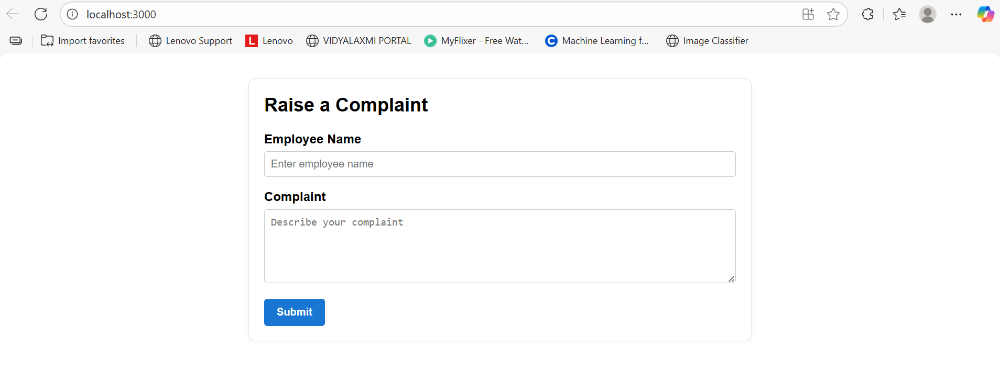 localhost:3000
Import favorites Lenovo Support L Lenovo VIDYALAXMI PORTAL MyFlixer - Free Wat... C Machine Learning f... Image Classifier
Raise a Complaint
Employee Name
Enter employee name
Complaint
Describe your complaint
Submit